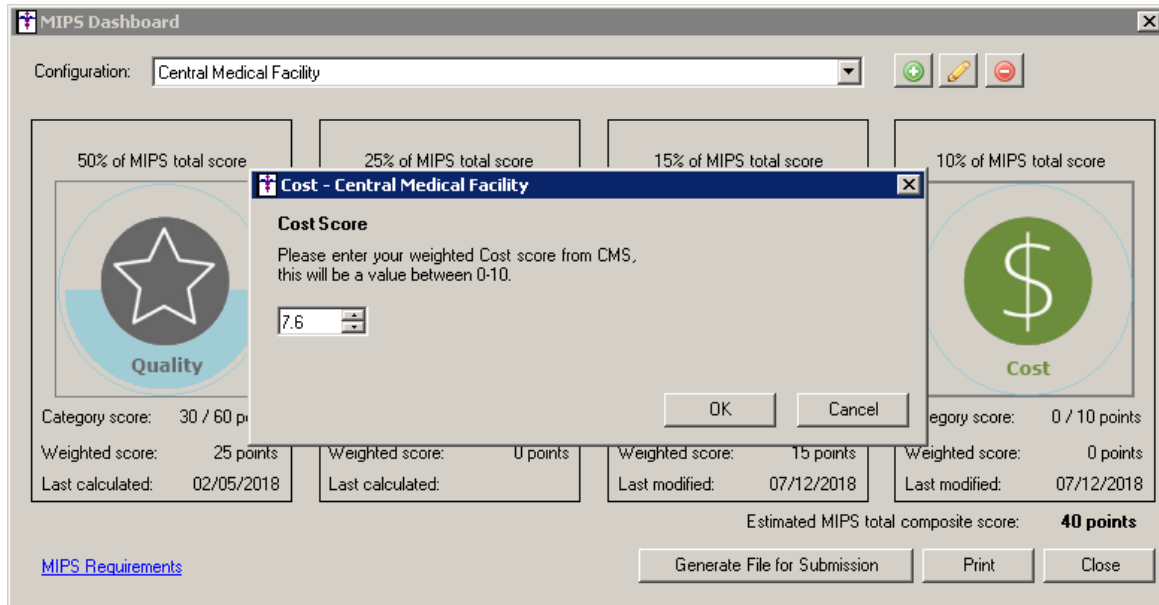 MIPS Dashboard
Configuration: Central Medical Facility
50% of MIPS total score
25% of MIPS total score
15% of MIPS total score
10% of MIPS total score
Cost - Central Medical Facility
Cost Score
Please enter your weighted Cost score from CMS,
this will be a value between 0-10.
7.6
OK Cancel
Quality
Category score: 30 / 60
Weighted score: 25 points
Last calculated: 02/05/2018
Weighted score: 0 points
Last calculated:
Weighted score: 15 points
Last modified: 07/12/2018
Cost
score: 0 / 10 points
Weighted score: 0 points
Last modified: 07/12/2018
Estimated MIPS total composite score: 40 points
MIPS Requirements
Generate File for Submission Print Close